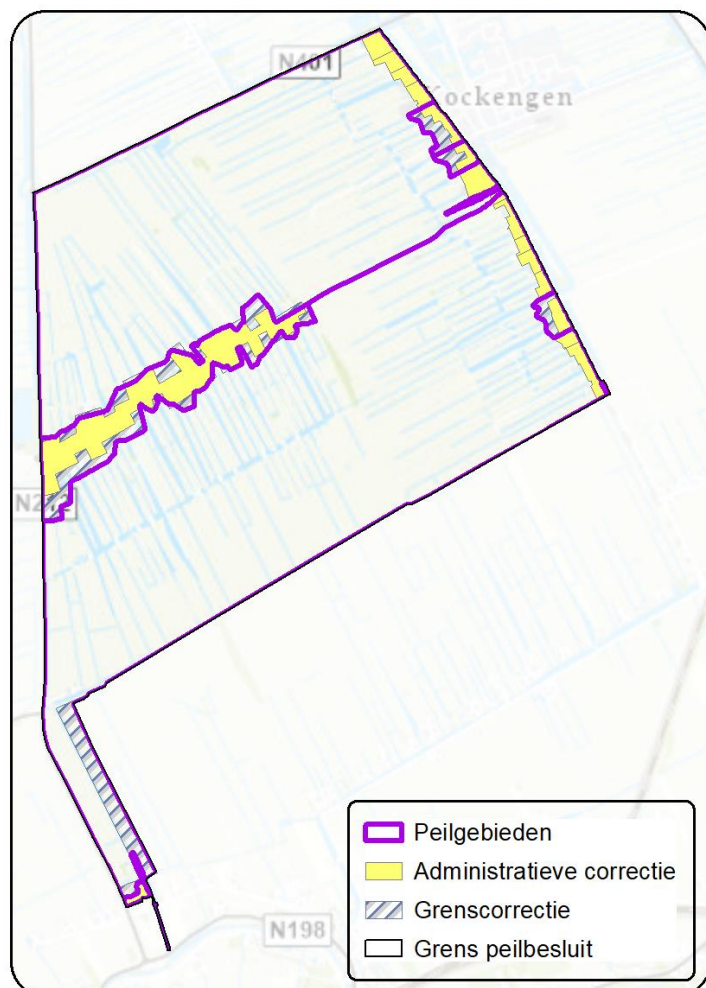 N401
Kockengen
N212
N198
Peilgebieden
Administratieve correctie
Grenscorrectie
Grens peilbesluit